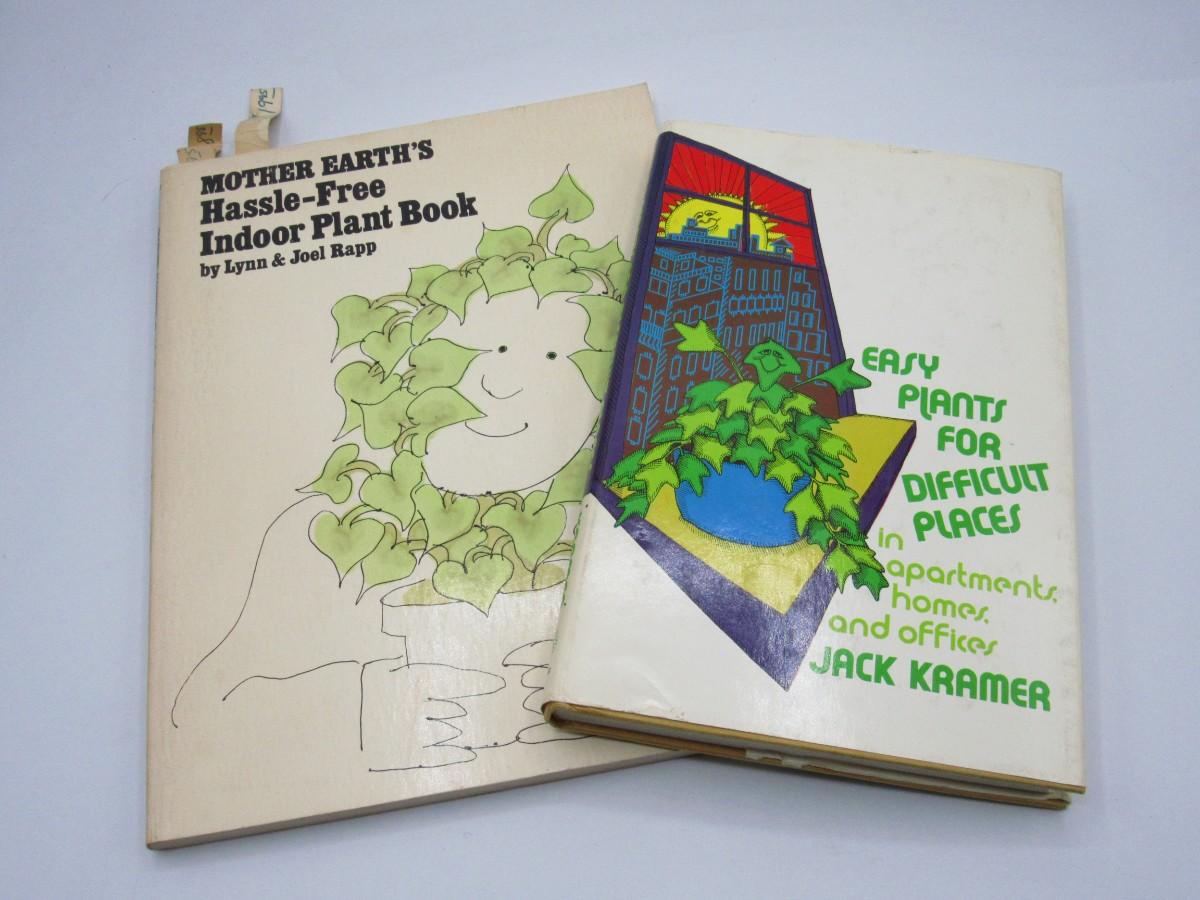 MOTHER EARTH'S
Hassle-Free
Indoor Plant Book
by Lynn & Joel Rapp
EASY
PLANTS
FOR
DIFFICULT
PLACES
in
apartments,
homes,
and offices
JACK KRAMER